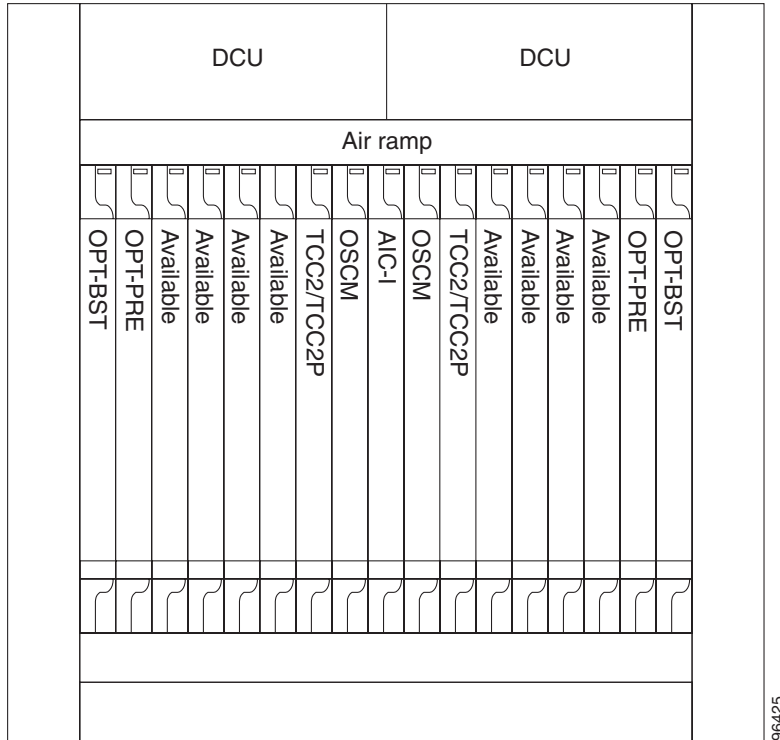 DCU
DCU
Air ramp
OPT-BST
OPT-PRE
Available
Available
Available
Available
TCC2/TCC2P
OSCM
AIC-I
OSCM
TCC2/TCC2P
Available
Available
Available
Available
OPT-PRE
OPT-BST
96425